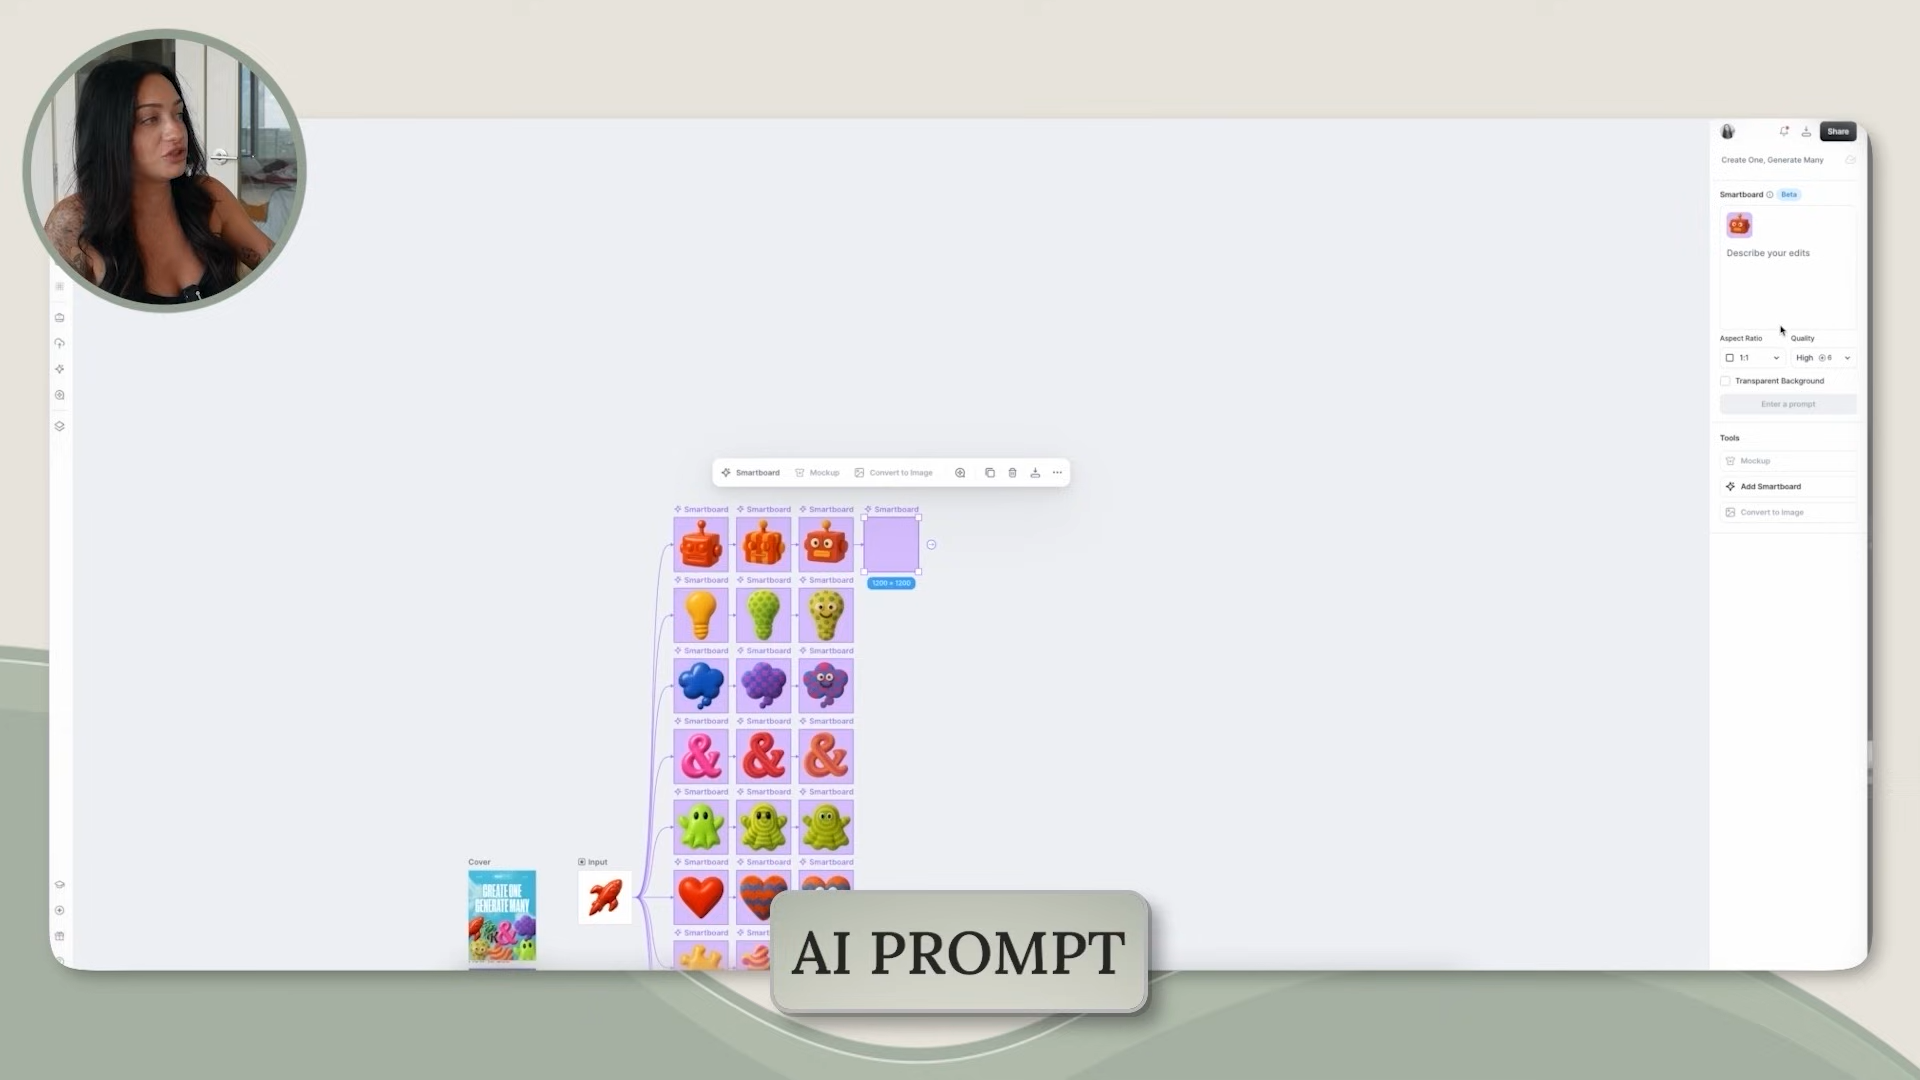 Share
Create One, Generate Many
Smartboard Beta
Describe your edits
Aspect Ratio Quality
1:1 High 6
Transparent Background
Enter a prompt
Tools
Mockup
Add Smartboard
Convert to Image
Smartboard Mockup Convert to Image
Smartboard Smartboard Smartboard Smartboard
1200 × 1200
Smartboard Smartboard Smartboard
Smartboard Smartboard Smartboard
Smartboard Smartboard Smartboard
&
&
&
Smartboard Smartboard Smartboard
Smartboard Smartboard Smartboard
Cover Input
CREATE ONE
GENERATE MANY
&
Smartboard
AI PROMPT